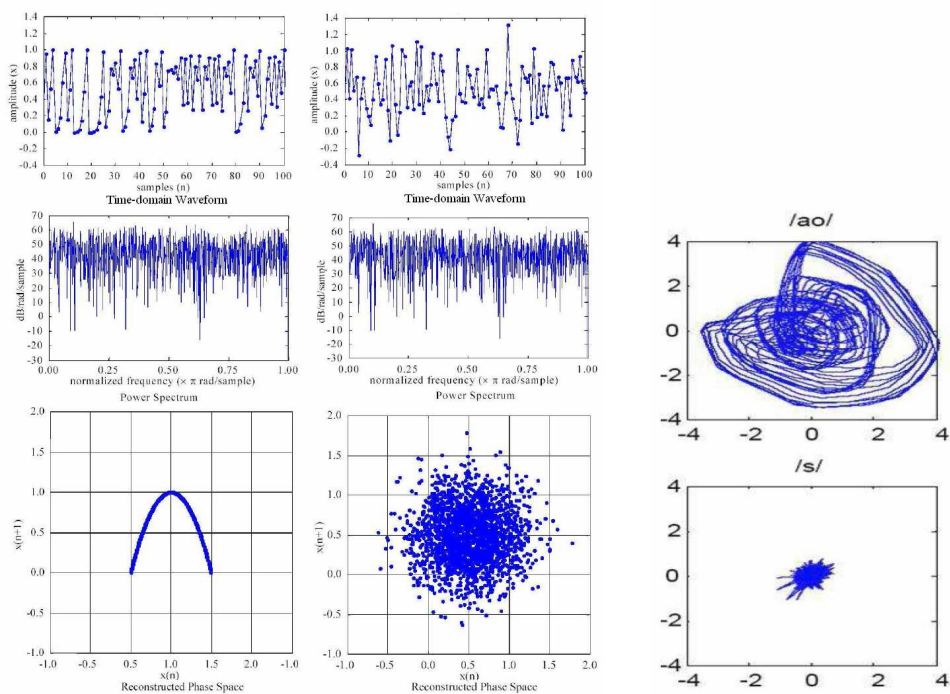 1.4
1.2
1.0
0.8
0.6
0.4
0.2
0.0
0.2
0.4
amplitude (x)
0 10 20 30 40 50 60 70 80 90 100
samples (n)
Time-domain Waveform
1.4
1.2
1.0
0.8
0.6
0.4
0.2
0.0
0.2
0.4
amplitude (x)
0 10 20 30 40 50 60 70 80 90 100
samples (n)
Time-domain Waveform
70
60
50
40
30
20
10
0
-10
-20
-30
dB/rad/sample
0.00 0.25 0.50 0.75 1.00
normalized frequency (× π rad/sample)
Power Spectrum
70
60
50
40
30
20
10
0
-10
-20
-30
dB/rad/sample
0.00 0.25 0.50 0.75 1.00
normalized frequency (× π rad/sample)
Power Spectrum
2.0
1.5
1.0
0.5
0.0
-0.5
-1.0
x(n+1)
-1.0 -0.5 0.5 1.0 1.5 -1.0
x(n)
Reconstructed Phase Space
2.0
1.5
1.0
0.5
0.0
-0.5
-1.0
x(n+1)
-1.0 -0.5 0.0 0.5 1.0 1.5 2.0
x(n)
Reconstructed Phase Space
/ao/
4
2
0
-2
-4
-4 -2 0 2 4
/s/
4
2
0
-2
-4
-4 -2 0 2 4